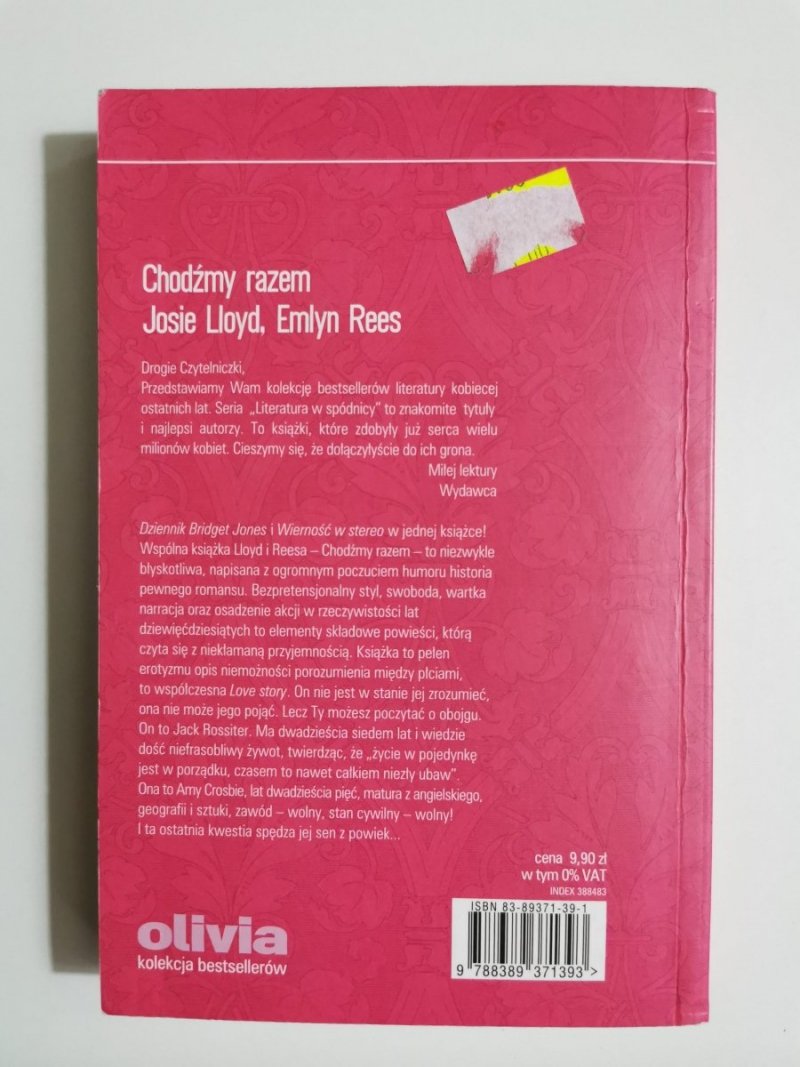 Chodźmy razem
Josie Lloyd, Emlyn Rees
Drogie Czytelniczki,
Przedstawiamy Wam kolekcję bestsellerów literatury kobiecej
ostatnich lat. Seria „Literatura w spódnicy" to znakomite tytuły
i najlepsi autorzy. To książki, które zdobyły już serca wielu
milionów kobiet. Cieszymy się, że dołączyłyście do ich grona.
Miłej lektury
Wydawca
Dziennik Bridget Jones i Wierność w stereo w jednej książce!
Wspólna książka Lloyd i Reesa – Chodźmy razem – to niezwykle
błyskotliwa, napisana z ogromnym poczuciem humoru historia
pewnego romansu. Bezpretensjonalny styl, swoboda, wartka
narracja oraz osadzenie akcji w rzeczywistości lat
dziewięćdziesiątych to elementy składowe powieści, którą
czyta się z niekłamaną przyjemnością. Książka to pełen
erotyzmu opis niemożności porozumienia między płciami,
to współczesna Love story. On nie jest w stanie jej zrozumieć,
ona nie może jego pojąć. Lecz Ty możesz poczytać o obojgu.
On to Jack Rossiter. Ma dwadzieścia siedem lat i wiedzie
dość niefrasobliwy żywot, twierdząc, że „życie w pojedynkę
jest w porządku, czasem to nawet całkiem niezły ubaw".
Ona to Amy Crosbie, lat dwadzieścia pięć, matura z angielskiego,
geografii i sztuki, zawód – wolny, stan cywilny – wolny!
I ta ostatnia kwestia spędza jej sen z powiek...
cena 9,90 zł
w tym 0% VAT
INDEX 388483
ISBN 83-89371-39-1
9 788389 371393 >
olivia
kolekcja bestsellerów